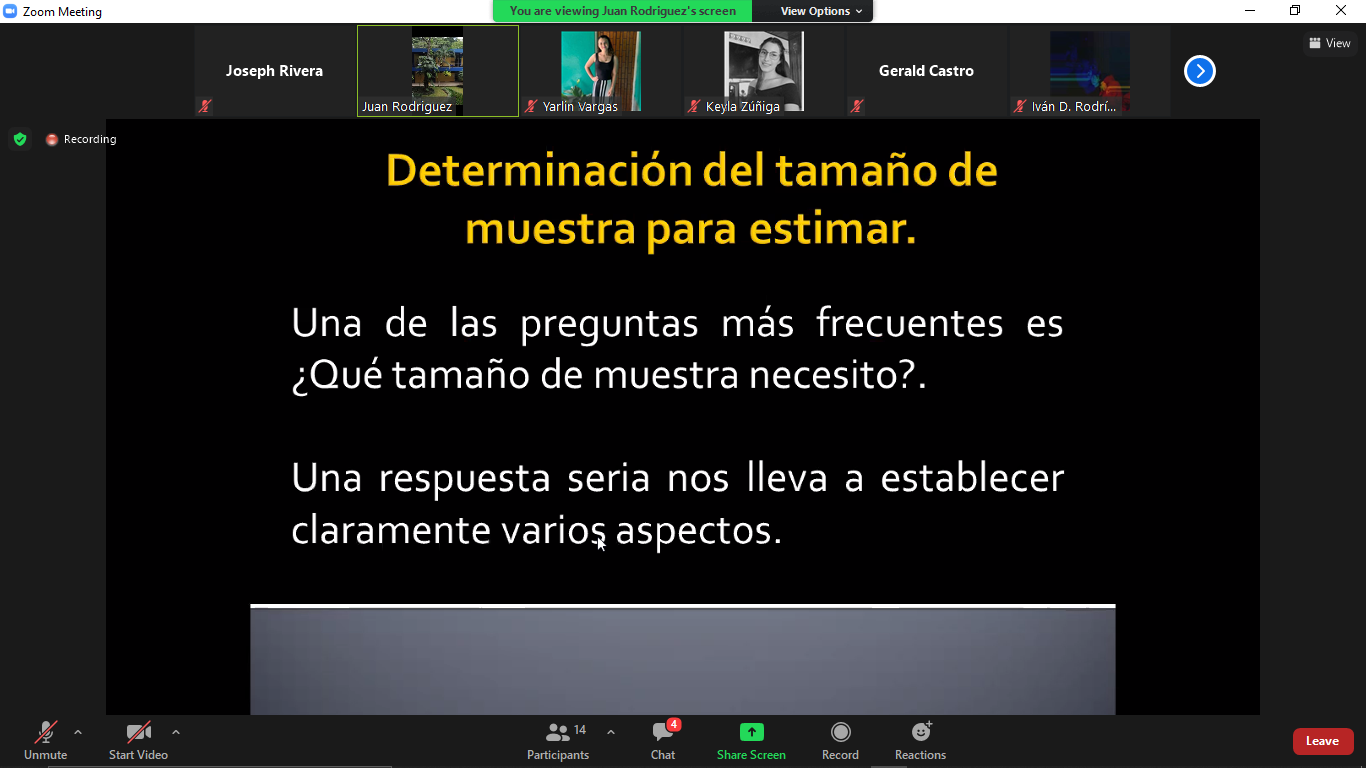 Zoom Meeting
You are viewing Juan Rodriguez's screen
View Options
View
Joseph Rivera
Juan Rodriguez
Yarlin Vargas
Keyla Zúñiga
Gerald Castro
Iván D. Rodrí...
Recording
Determinación del tamaño de
muestra para estimar.
Una de las preguntas más frecuentes es
¿Qué tamaño de muestra necesito?.
Una respuesta seria nos lleva a establecer
claramente varios aspectos.
Unmute
Start Video
Participants
14
Chat
4
Share Screen
Record
Reactions
Leave